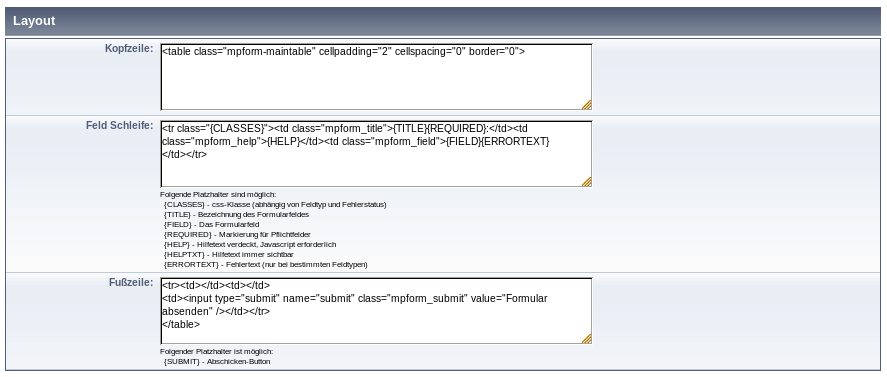 Layout
Kopfzeile:
<table class="mpform-maintable" cellpadding="2" cellspacing="0" border="0">
Feld Schleife:
<tr class="{CLASSES}"><td class="mpform_title">{TITLE}{REQUIRED}:</td><td
class="mpform_help">{HELP}</td><td class="mpform_field">{FIELD}{ERRORTEXT}
</td></tr>
Folgende Platzhalter sind möglich:
{CLASSES} - css-Klasse (abhängig von Feldtyp und Fehlerstatus)
{TITLE} - Bezeichnung des Formularfeldes
{FIELD} - Das Formularfeld
{REQUIRED} - Markierung für Pflichtfelder
{HELP} - Hilfetext verdeckt, Javascript erforderlich
{HELPTXT} - Hilfetext immer sichtbar
{ERRORTEXT} - Fehlertext (nur bei bestimmten Feldtypen)
Fußzeile:
<tr><td></td><td></td>
<td><input type="submit" name="submit" class="mpform_submit" value="Formular
absenden" /></td></tr>
</table>
Folgender Platzhalter ist möglich:
{SUBMIT} - Abschicken-Button